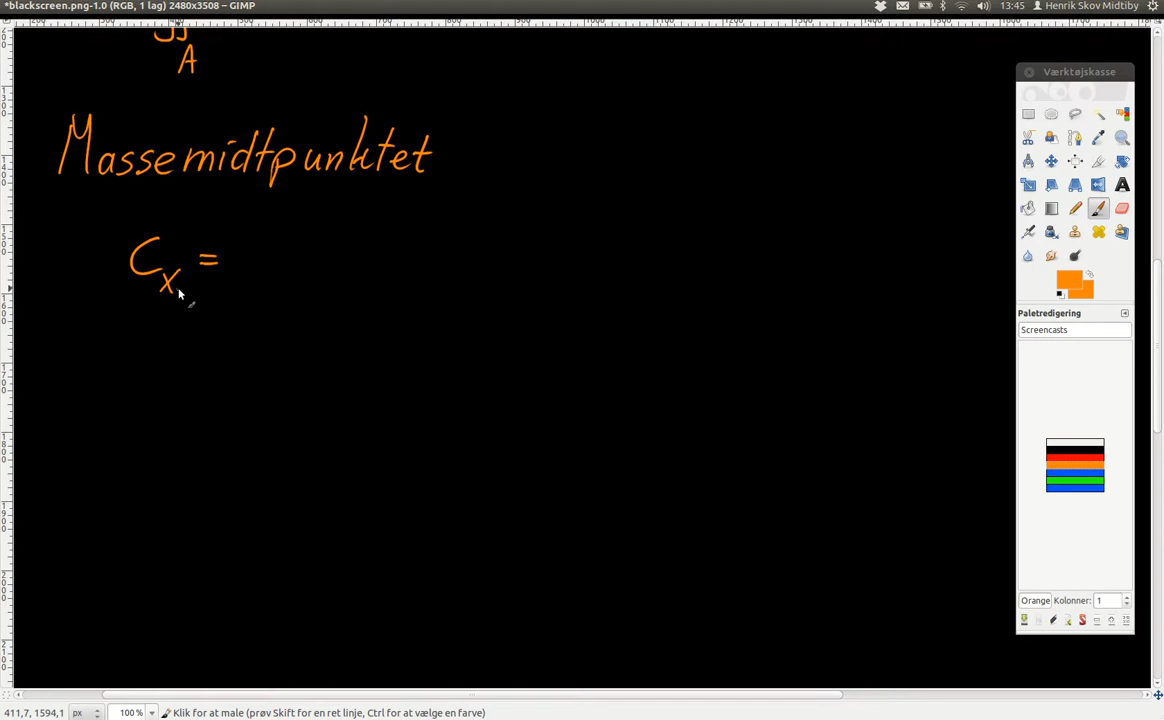 *blackscreen.png-1.0 (RGB, 1 lag) 2480x3508 – GIMP
13:45 Henrik Skov Midtiby
A
Massemidtpunktet
Cx =
Værktøjskasse
Paletredigering
Screencasts
Orange Kolonner: 1
411,7, 1594,1 px 100 % Klik for at male (prøv Skift for en ret linje, Ctrl for at vælge en farve)